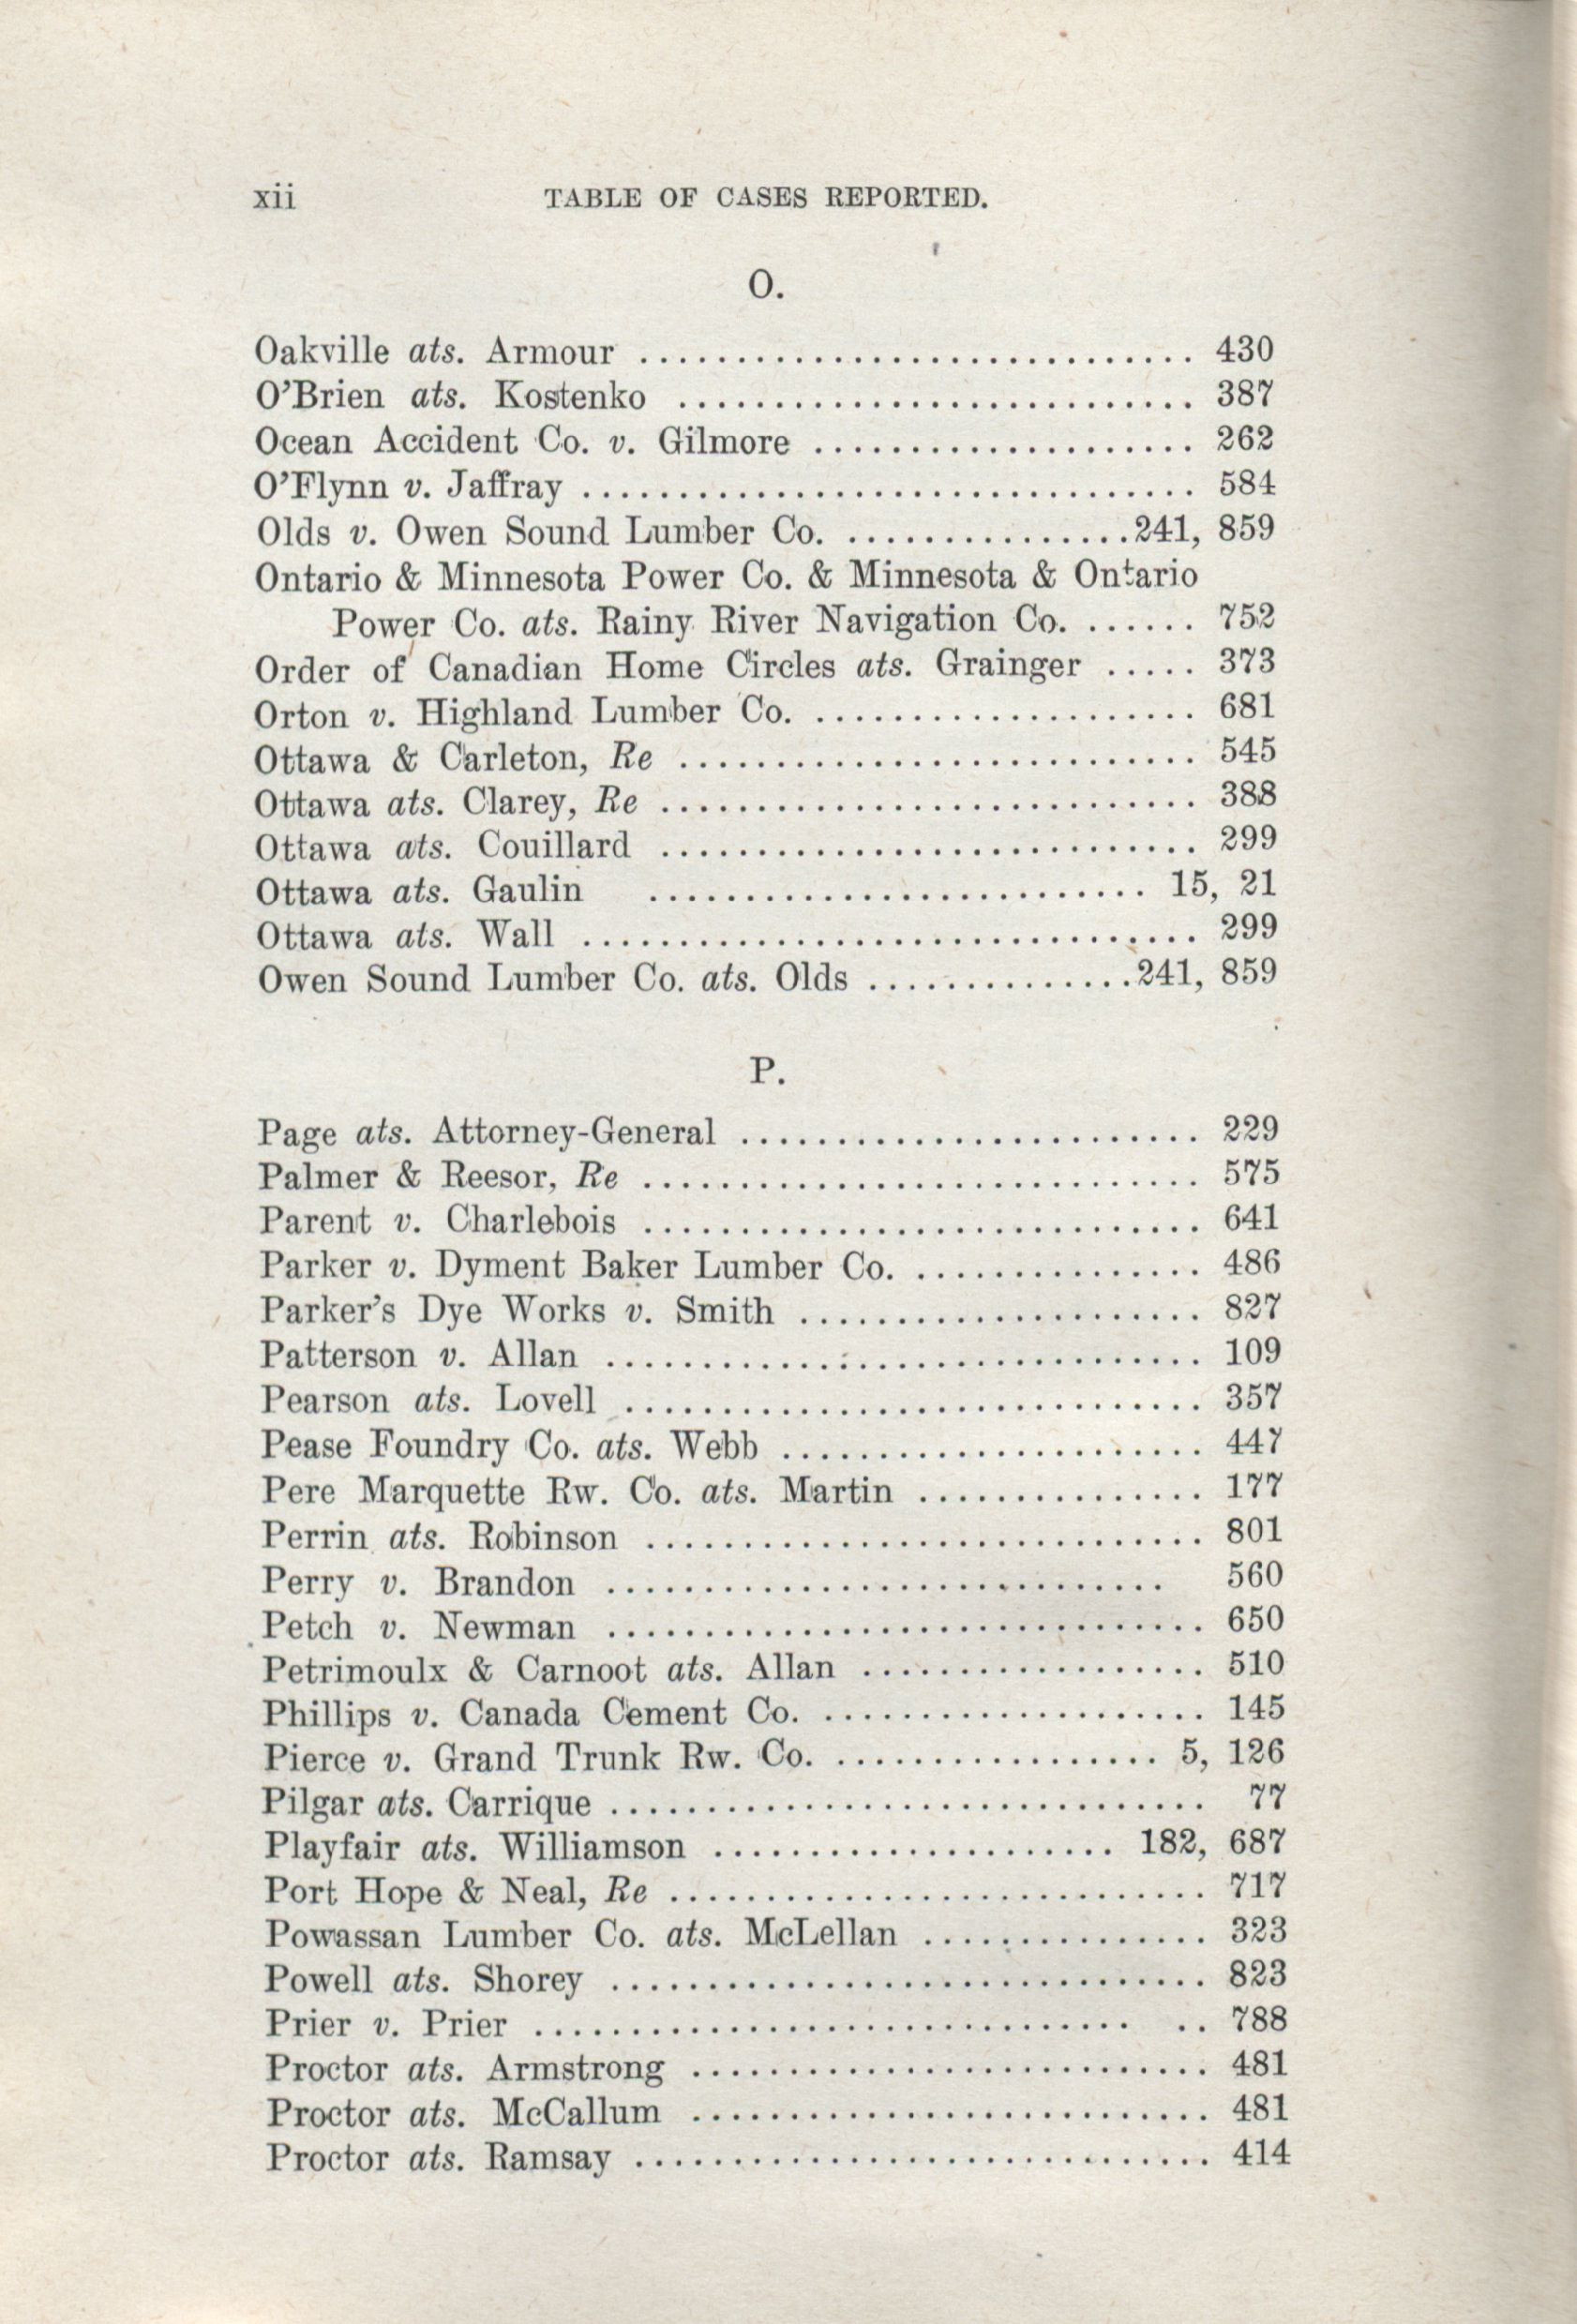 xii TABLE OF CASES REPORTED.
O.
Oakville ats. Armour ............................. 430
O'Brien ats. Kostenko ........................... 387
Ocean Accident Co. v. Gilmore .................... 262
O'Flynn v. Jaffray ................................ 584
Olds v. Owen Sound Lumber Co. ...............241, 859
Ontario & Minnesota Power Co. & Minnesota & Ontario
Power Co. ats. Rainy River Navigation Co. ...... 752
Order of Canadian Home Circles ats. Grainger ..... 373
Orton v. Highland Lumber Co. .................... 681
Ottawa & Carleton, Re ........................... 545
Ottawa ats. Clarey, Re ............................ 388
Ottawa ats. Couillard ............................ 299
Ottawa ats. Gaulin .......................... 15, 21
Ottawa ats. Wall ................................ 299
Owen Sound Lumber Co. ats. Olds ..............241, 859
P.
Page ats. Attorney-General ........................ 229
Palmer & Reesor, Re ............................. 575
Parent v. Charlebois ............................. 641
Parker v. Dyment Baker Lumber Co. ............... 486
Parker's Dye Works v. Smith ..................... 827
Patterson v. Allan ............................... 109
Pearson ats. Lovell .............................. 357
Pease Foundry Co. ats. Webb ...................... 447
Pere Marquette Rw. Co. ats. Martin ............... 177
Perrin ats. Robinson ............................. 801
Perry v. Brandon ............................. 560
Petch v. Newman ............................... 650
Petrimoulx & Carnoot ats. Allan .................. 510
Phillips v. Canada Cement Co. .................... 145
Pierce v. Grand Trunk Rw. Co. ................. 5, 126
Pilgar ats. Carrique ............................... 77
Playfair ats. Williamson ..................... 182, 687
Port Hope & Neal, Re ............................ 717
Powassan Lumber Co. ats. McLellan ............... 323
Powell ats. Shorey ............................... 823
Prier v. Prier ............................... .. 788
Proctor ats. Armstrong ........................... 481
Proctor ats. McCallum ........................... 481
Proctor ats. Ramsay .............................. 414